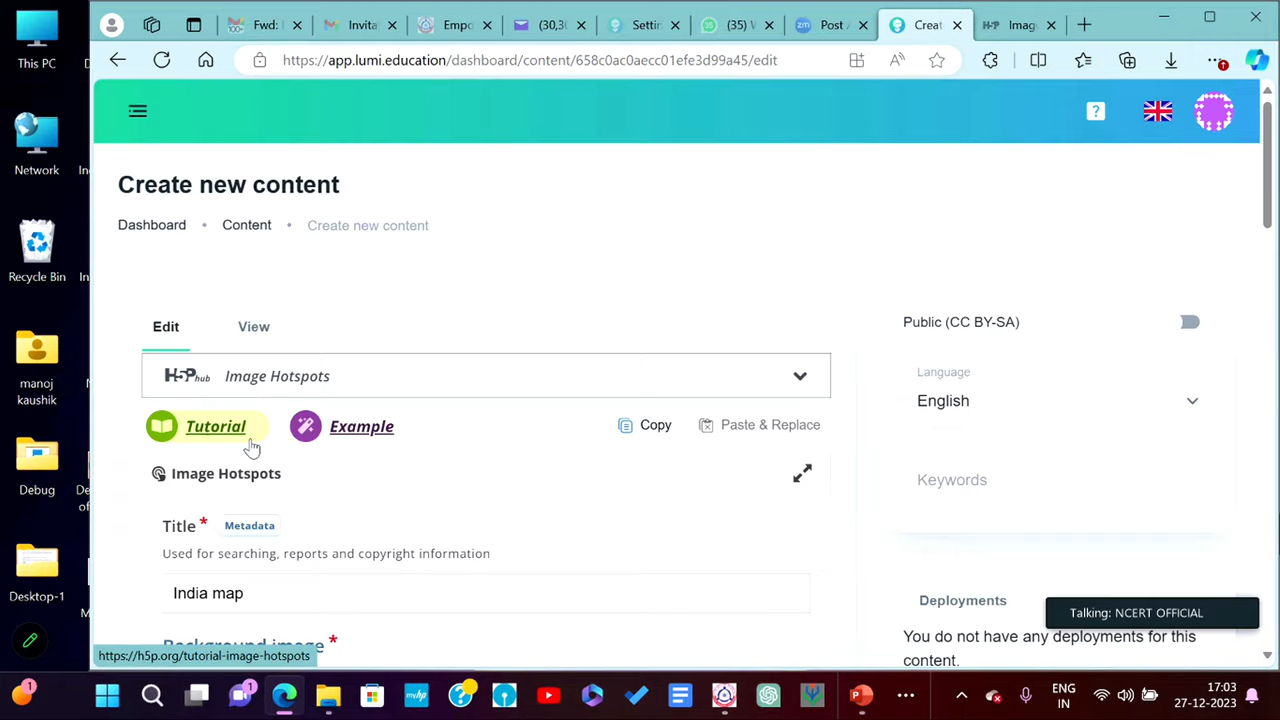 This PC
Network
Recycle Bin
manoj
kaushik
Debug
Desktop-1
Fwd:
Invita
Empo
(30,30
Settin
(35) W
Post
Creat
Imag
https://app.lumi.education/dashboard/content/658c0ac0aecc01efe3d99a45/edit
Create new content
Dashboard • Content • Create new content
Edit View
H5P hub Image Hotspots
Tutorial Example Copy Paste & Replace
Image Hotspots
Title * Metadata
Used for searching, reports and copyright information
India map
Background image *
https://h5p.org/tutorial-image-hotspots
Public (CC BY-SA)
Language
English
Keywords
Deployments
Talking: NCERT OFFICIAL
You do not have any deployments for this
content.
ENG
IN
17:03
27-12-2023